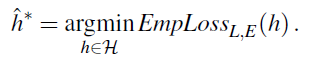 ĥ* = argmin EmpLoss_{L,E}(h) .
h∈ℋ